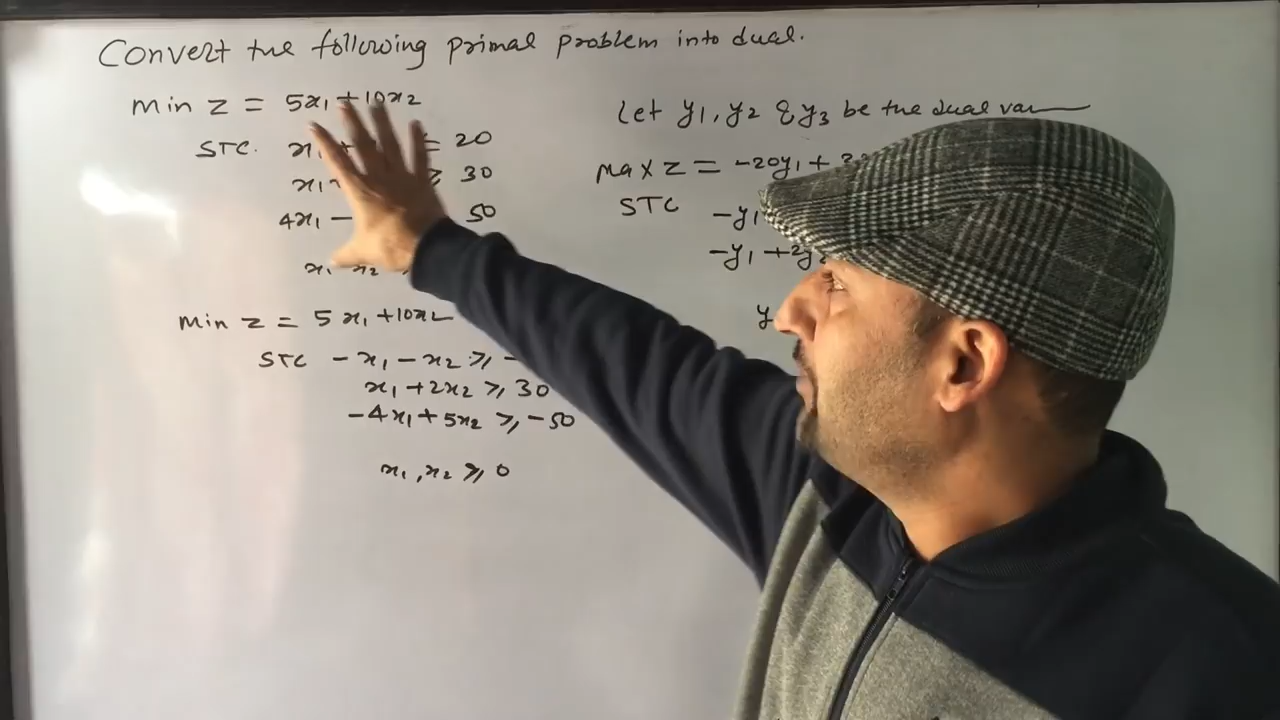 Convert the following primal problem into dual.
Min Z = 5x₁ + 10x₂
STC. x₁ + ≤ 20
x₁ 30
4x₁ - 50
x₁ x₂
Min Z = 5x₁ + 10x₂
STC -x₁ - x₂ ≥ -
x₁ + 2x₂ ≥ 30
-4x₁ + 5x₂ ≥ -50
x₁, x₂ ≥ 0
Let y₁, y₂ & y₃ be the dual var
Max Z = -20y₁ +
STC -y₁
-y₁ + 2y₂
y